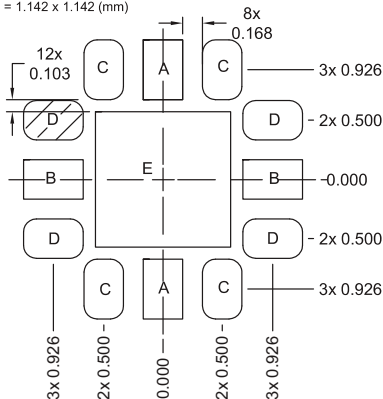 = 1.142 x 1.142 (mm)
8x
0.168
12x
0.103
C
A
C
3x 0.926
D
D
2x 0.500
E
B
B
0.000
D
D
2x 0.500
C
A
C
3x 0.926
3x 0.926
2x 0.500
0.000
2x 0.500
3x 0.926